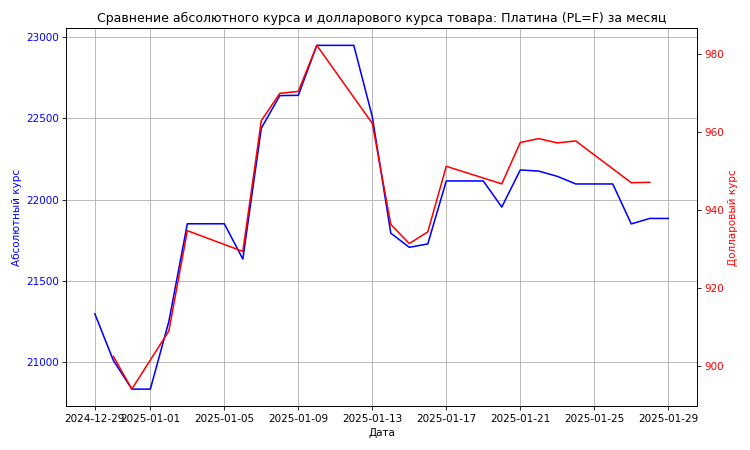 Сравнение абсолютного курса и долларового курса товара: Платина (PL=F) за месяц
23000
22500
22000
21500
21000
Абсолютный курс
980
960
940
920
900
Долларовый курс
2024-12-29 2025-01-01 2025-01-05 2025-01-09 2025-01-13 2025-01-17 2025-01-21 2025-01-25 2025-01-29
Дата